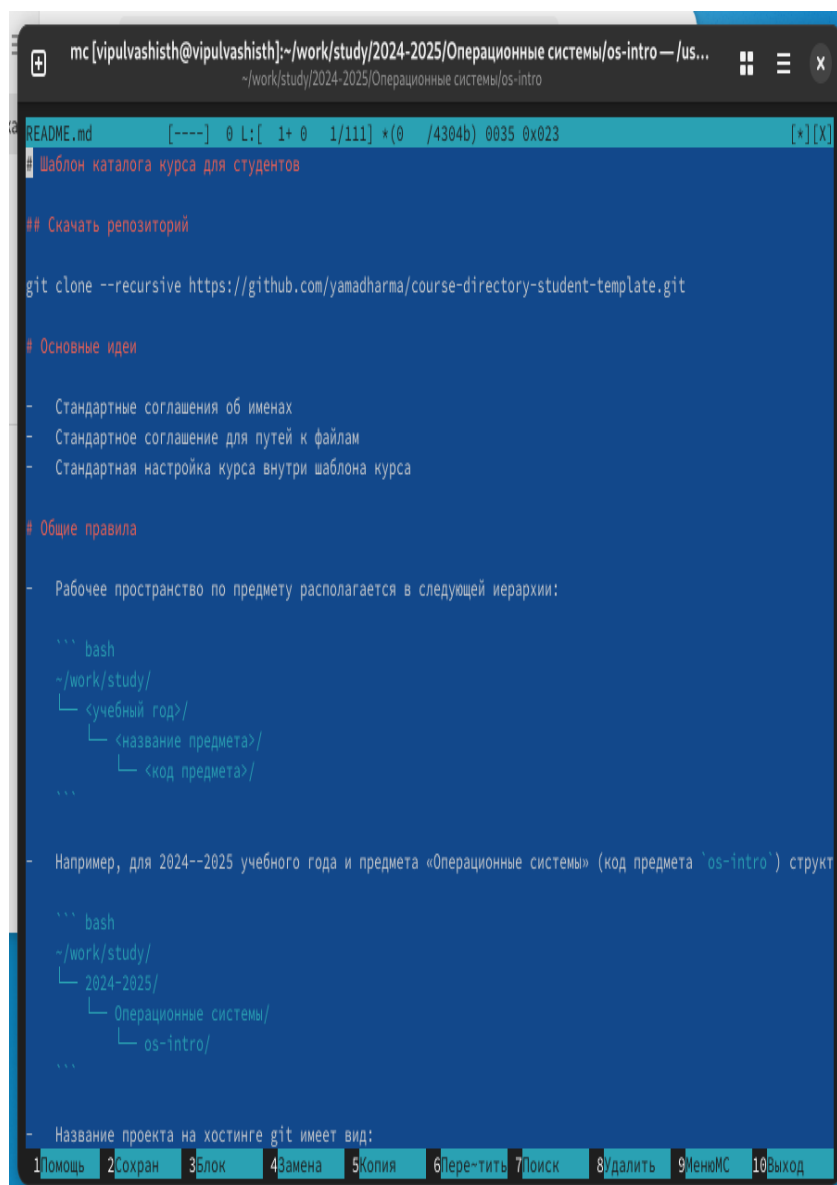 mc [vipulvashisth@vipulvashisth]:~/work/study/2024-2025/Операционные системы/os-intro — /us...
~/work/study/2024-2025/Операционные системы/os-intro
README.md [----] 0 L:[ 1+ 0 1/111] *(0 /4304b) 0035 0x023 [*][X]
# Шаблон каталога курса для студентов
## Скачать репозиторий
git clone --recursive https://github.com/yamadharma/course-directory-student-template.git
# Основные идеи
- Стандартные соглашения об именах
- Стандартное соглашение для путей к файлам
- Стандартная настройка курса внутри шаблона курса
# Общие правила
- Рабочее пространство по предмету располагается в следующей иерархии:
``` bash
~/work/study/
└── <учебный год>/
└── <название предмета>/
└── <код предмета>/
```
- Например, для 2024--2025 учебного года и предмета «Операционные системы» (код предмета `os-intro`) структ
``` bash
~/work/study/
└── 2024-2025/
└── Операционные системы/
└── os-intro/
```
- Название проекта на хостинге git имеет вид:
1Помощь 2Сохран 3Блок 4Замена 5Копия 6Пере~тить 7Поиск 8Удалить 9МенюMC 10Выход